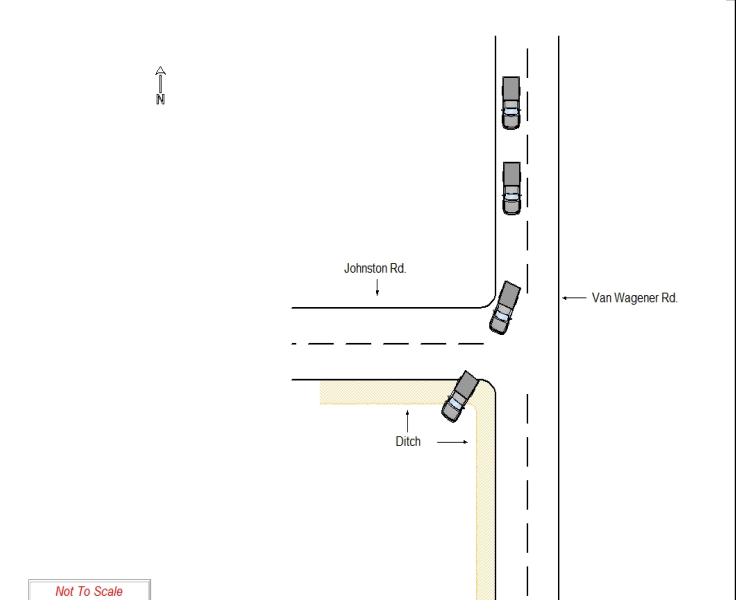 N
Johnston Rd.
Van Wagener Rd.
Ditch
Not To Scale